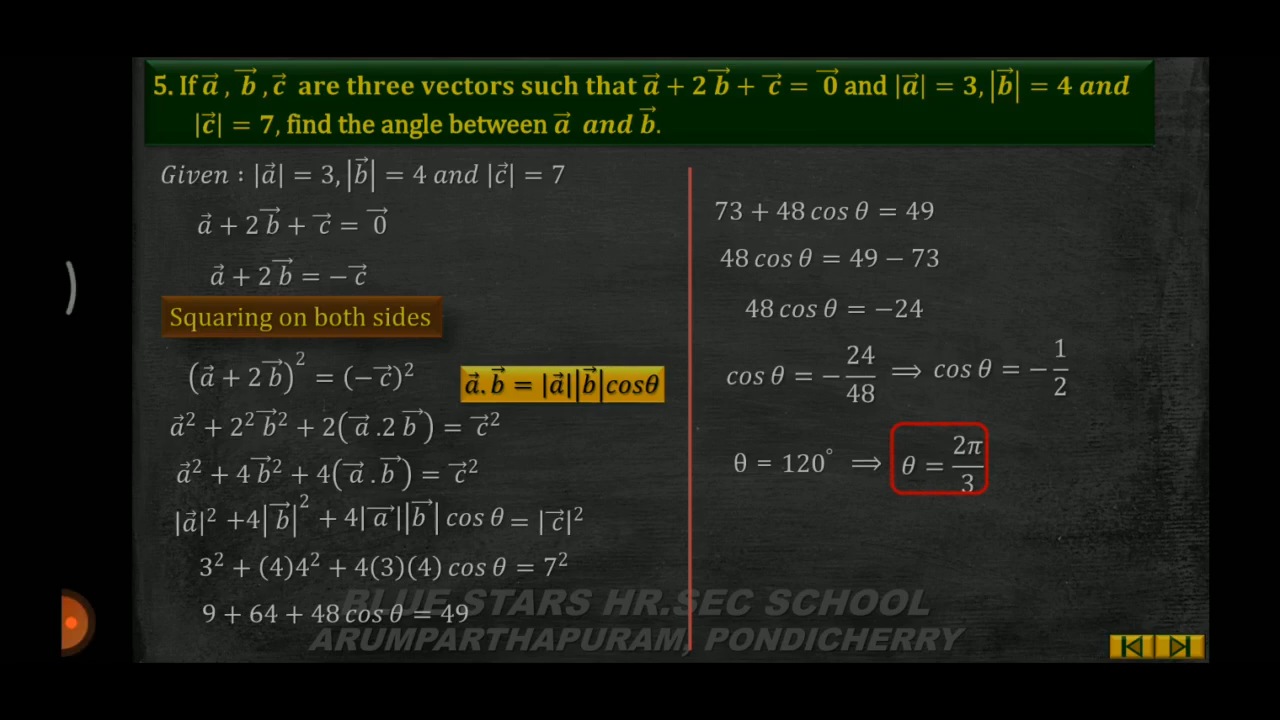 5. If a⃗ , b⃗ , c⃗ are three vectors such that a⃗ + 2b⃗ + c⃗ = 0⃗ and |a⃗| = 3, |b⃗| = 4 and
|c⃗| = 7, find the angle between a⃗ and b⃗.
Given : |a⃗| = 3, |b⃗| = 4 and |c⃗| = 7
a⃗ + 2b⃗ + c⃗ = 0⃗
a⃗ + 2b⃗ = −c⃗
Squaring on both sides
(a⃗ + 2b⃗)² = (−c⃗)²
a⃗.b⃗ = |a⃗||b⃗|cosθ
a⃗² + 2²b⃗² + 2(a⃗ .2b⃗) = c⃗²
a⃗² + 4b⃗² + 4(a⃗ .b⃗) = c⃗²
|a⃗|² +4|b⃗|² + 4|a⃗||b⃗| cos θ = |c⃗|²
3² + (4)4² + 4(3)(4) cos θ = 7²
9 + 64 + 48 cos θ = 49
73 + 48 cos θ = 49
48 cos θ = 49 − 73
48 cos θ = −24
cos θ = −24/48 ⟹ cos θ = −1/2
θ = 120° ⟹ θ = 2π/3
BLUE STARS HR.SEC SCHOOL
ARUMPARTHAPURAM, PONDICHERRY